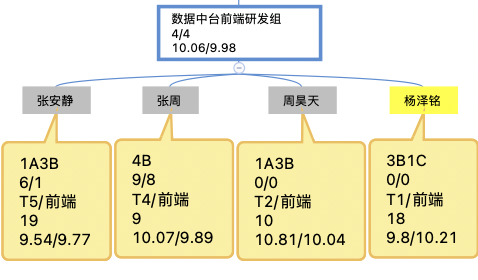 数据中台前端研发组
4/4
10.06/9.98
张安静
张周
周昊天
杨泽铭
1A3B
6/1
T5/前端
19
9.54/9.77
4B
9/8
T4/前端
9
10.07/9.89
1A3B
0/0
T2/前端
10
10.81/10.04
3B1C
0/0
T1/前端
18
9.8/10.21